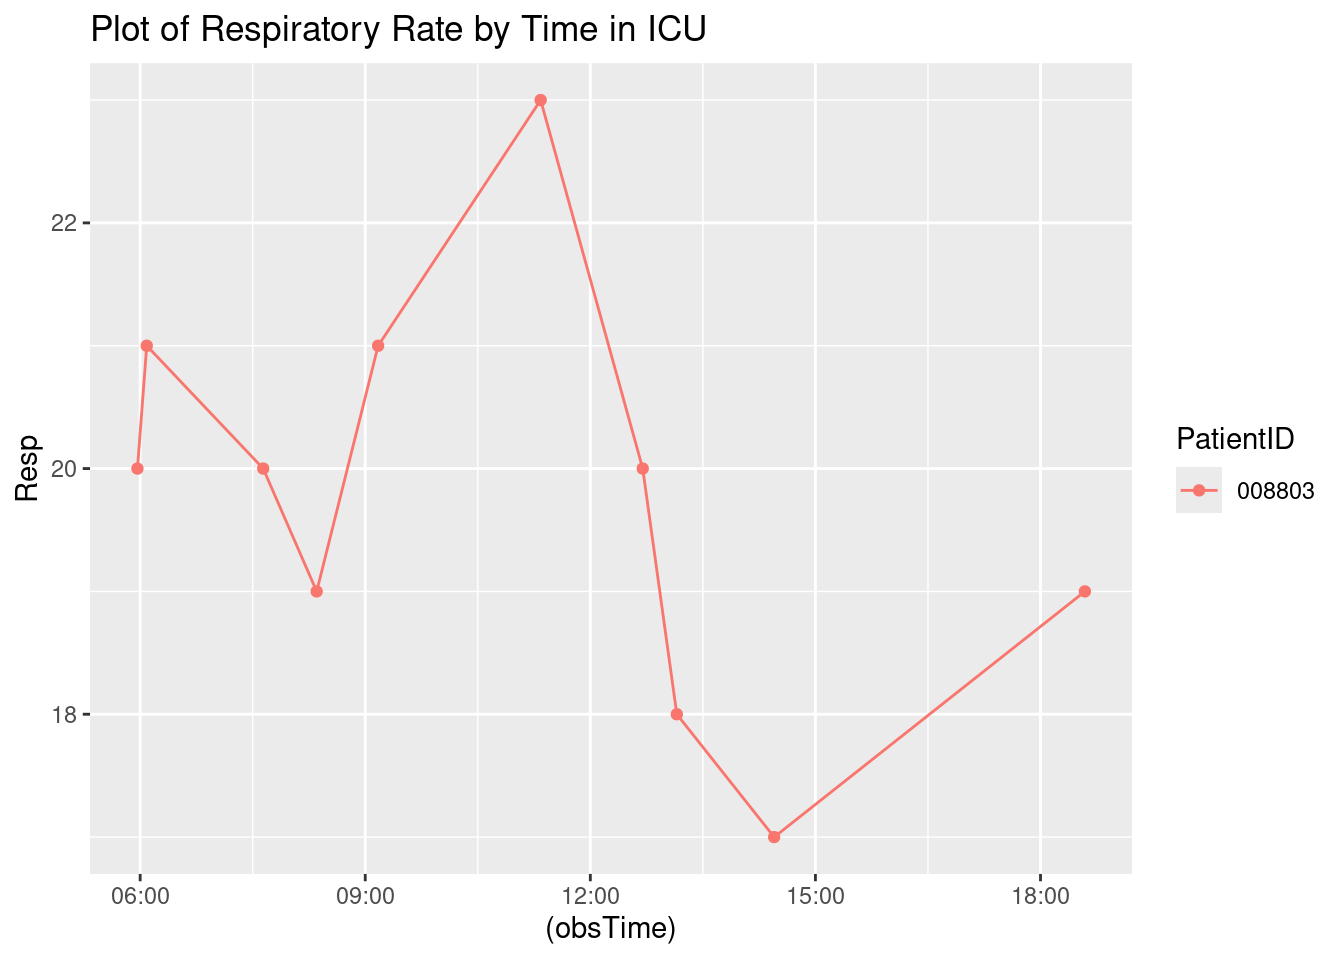 Plot of Respiratory Rate by Time in ICU
Resp
22
20
18
06:00 09:00 12:00 15:00 18:00
(obsTime)
PatientID
008803